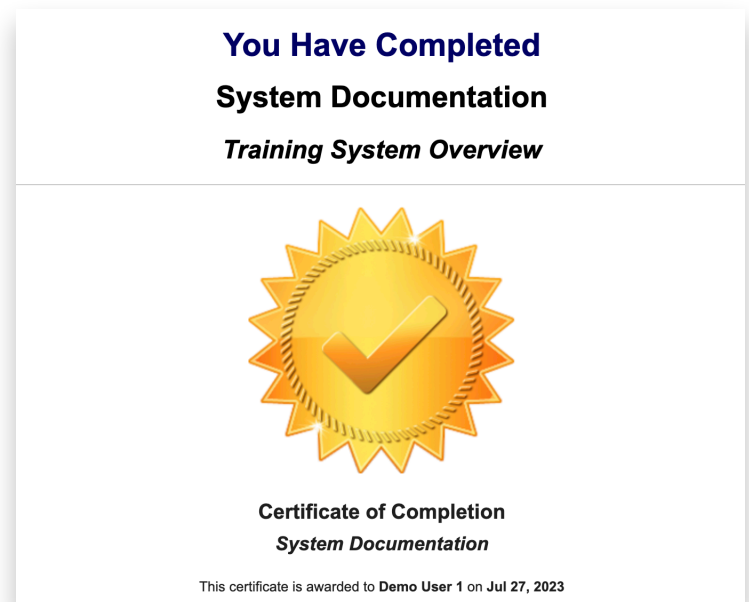 You Have Completed
System Documentation
Training System Overview
Certificate of Completion
System Documentation
This certificate is awarded to Demo User 1 on Jul 27, 2023